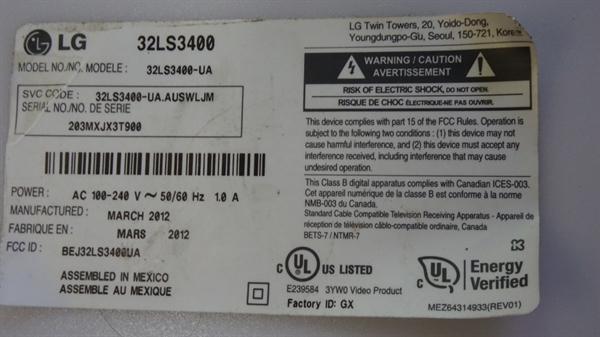 LG 32LS3400
MODEL NO./NO. MODELE: 32LS3400-UA
SVC CODE : 32LS3400-UA.AUSWLJM
SERIAL NO./NO. DE SERIE
203MXJX3T900
POWER: AC 100-240 V ~ 50/60 Hz 1.0 A
MANUFACTURED : MARCH 2012
FABRIQUE EN : MARS 2012
FCC ID : BEJ32LS3400UA
ASSEMBLED IN MEXICO
ASSEMBLE AU MEXIQUE
LG Twin Towers, 20, Yoido-Dong,
Youngdungpo-Gu, Seoul, 150-721, Korea
WARNING / CAUTION
AVERTISSEMENT
RISK OF ELECTRIC SHOCK, DO NOT OPEN.
RISQUE DE CHOC ÉLECTRIQUE-NE PAS OUVRIR.
This device complies with part 15 of the FCC Rules. Operation is
subject to the following two conditions : (1) this device may not
cause harmful interference, and (2) this device must accept any
interference received, including interference that may cause
undesired operation.
This Class B digital apparatus complies with Canadian ICES-003.
Cet appareil numérique de la classe B est conforme à la norme
NMB-003 du Canada.
Standard Cable Compatible Television Receiving Apparatus - Appareil de
réception de télévision câblo-compatible ordinaire, Canada
BETS-7 / NTMR-7
C UL US LISTED
E239584 3YW0 Video Product
Factory ID: GX
C UL Energy
Verified
MEZ64314933(REV01)